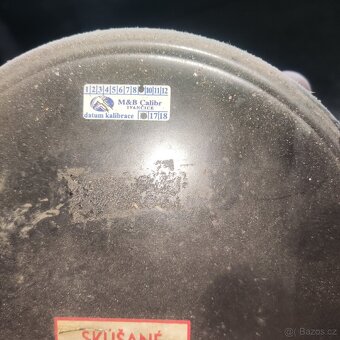 1 2 3 4 5 6 7 8 10 11 12
M&B Calibr
IVANČICE
datum kalibrace 17 18
SKÚŠANÉ
© Bazos.cz